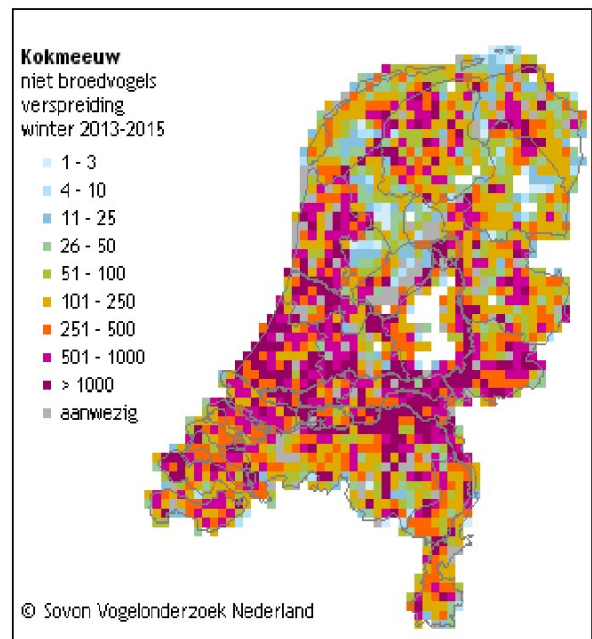 Kokmeeuw
niet broedvogels
verspreiding
winter 2013-2015
1 - 3
4 - 10
11 - 25
26 - 50
51 - 100
101 - 250
251 - 500
501 - 1000
> 1000
aanwezig
© Sovon Vogelonderzoek Nederland